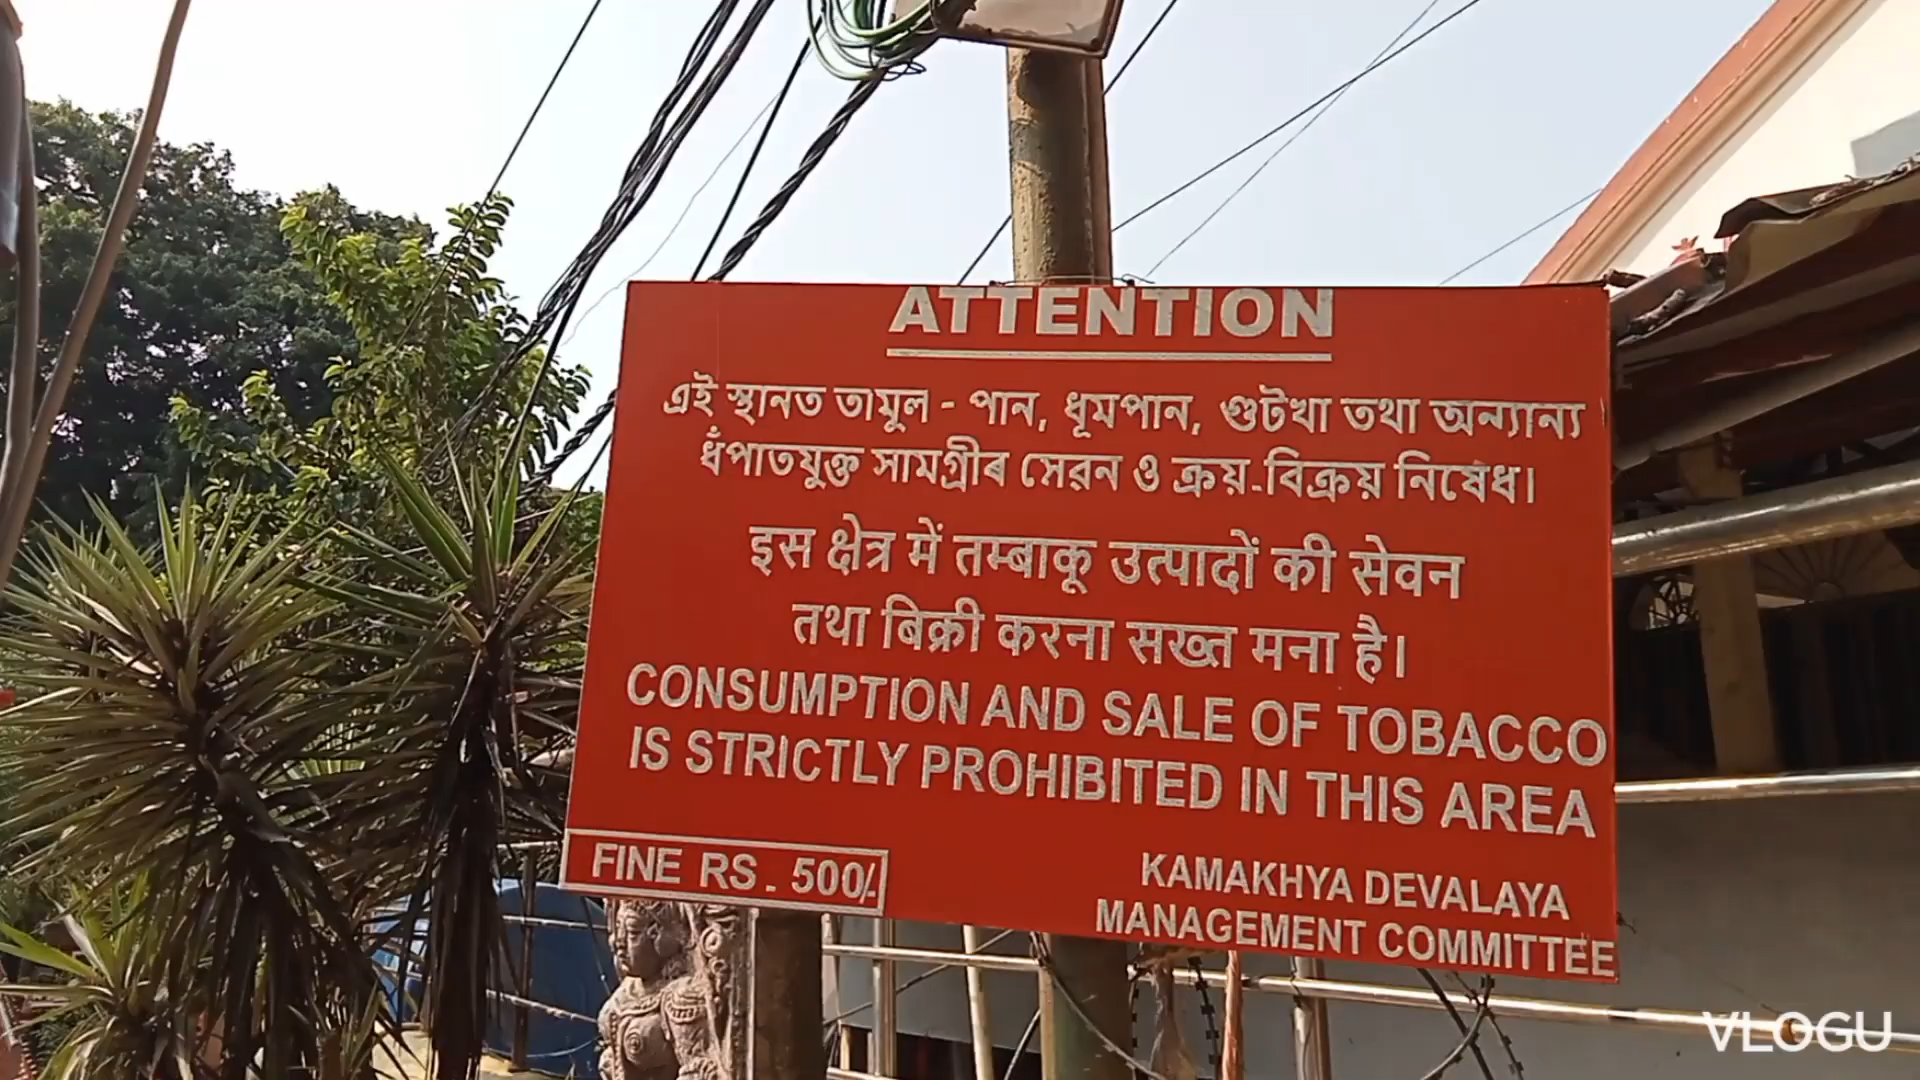 ATTENTION
এই স্থানত তামুল - পান, ধূমপান, গুটখা তথা অন্যান্য
ধঁপাতযুক্ত সামগ্ৰীৰ সেৱন ও ক্ৰয়-বিক্ৰয় নিষেধ।
इस क्षेत्र में तम्बाकू उत्पादों की सेवन
तथा बिक्री करना सख्त मना है।
CONSUMPTION AND SALE OF TOBACCO
IS STRICTLY PROHIBITED IN THIS AREA
FINE RS. 500/-
KAMAKHYA DEVALAYA
MANAGEMENT COMMITTEE
VLOGU